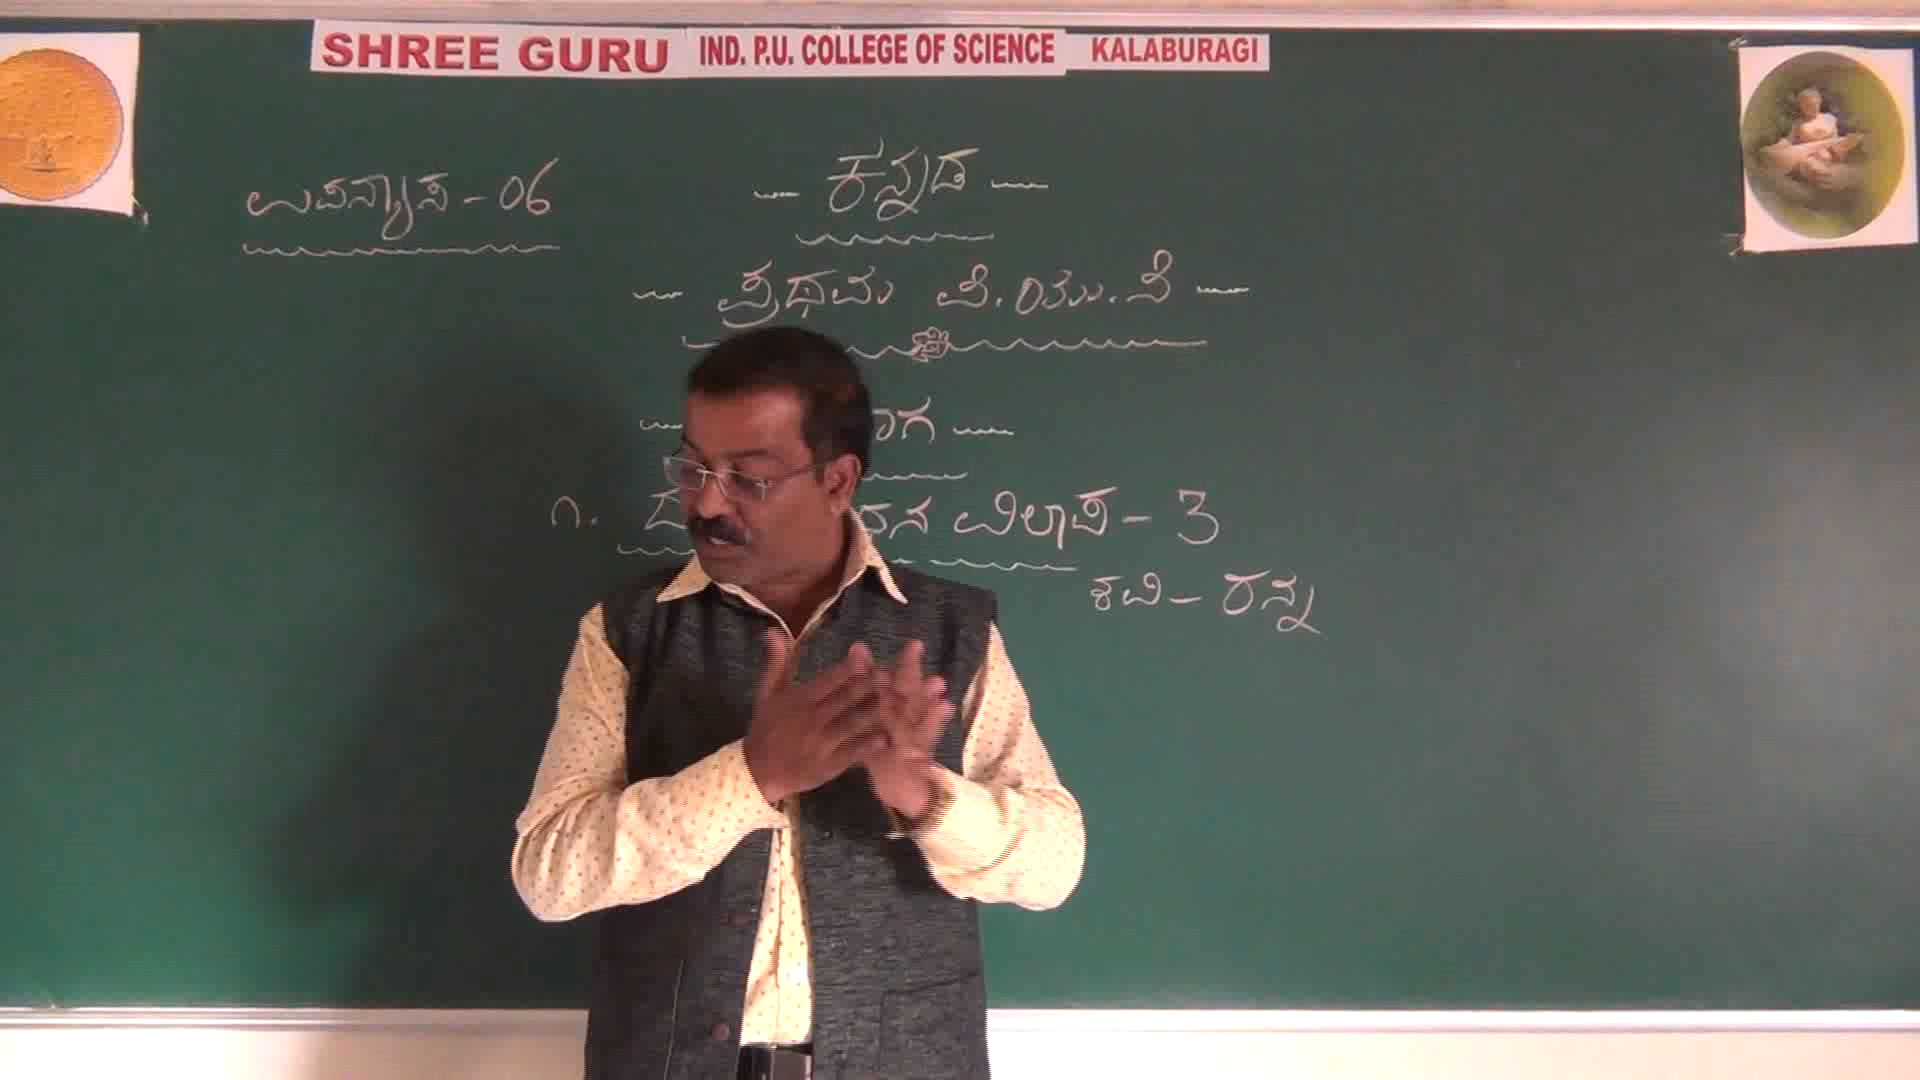 SHREE GURU IND. P.U. COLLEGE OF SCIENCE KALABURAGI
ಉಪನ್ಯಾಸ - 06
ಕನ್ನಡ
ಪ್ರಥಮ ಪಿ.ಯು.ಸಿ
೧. ವಿಲಾಪ - 3
ಕವಿ - ರನ್ನ